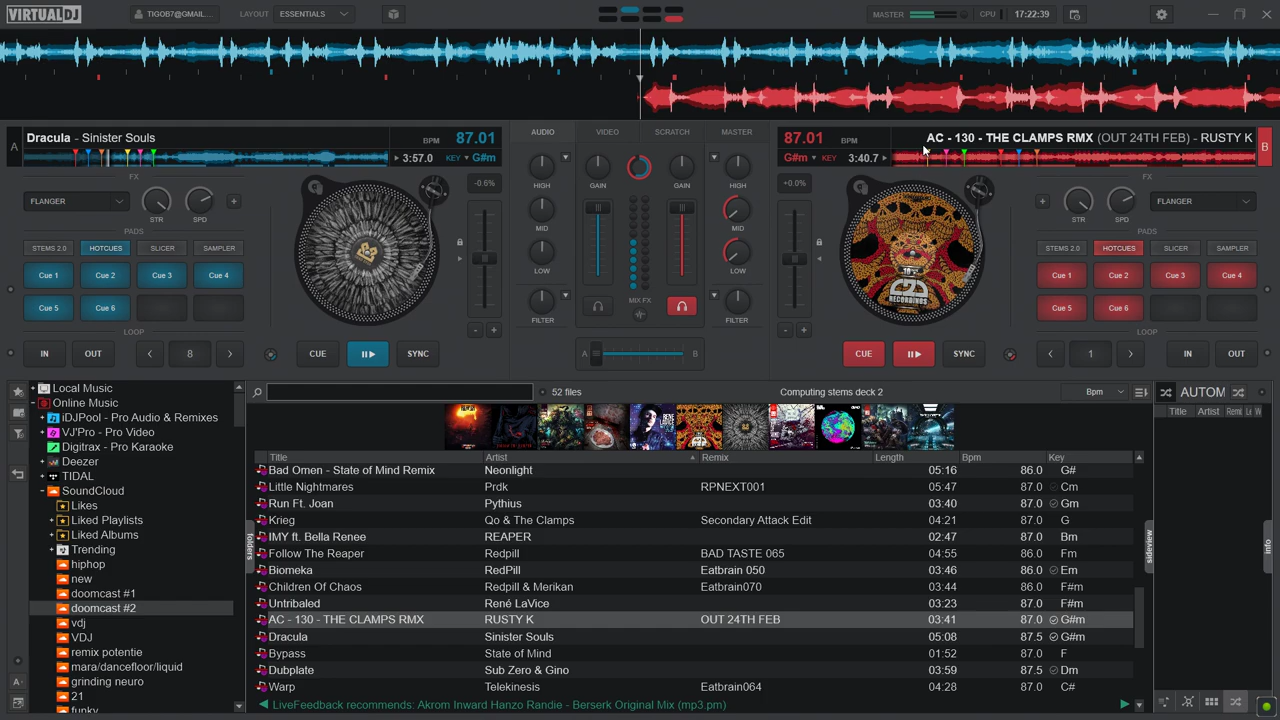 VIRTUALDJ TIGOB7@GMAIL... LAYOUT ESSENTIALS MASTER CPU 17:22:39
Dracula - Sinister Souls BPM 87.01
A 3:57.0 KEY G#m
AUDIO VIDEO SCRATCH MASTER
87.01 BPM AC - 130 - THE CLAMPS RMX (OUT 24TH FEB) - RUSTY K
G#m KEY 3:40.7 B
FX -0.6% HIGH GAIN GAIN HIGH +0.0% FX
FLANGER STR SPD + MID MID + STR SPD FLANGER
PADS LOW LOW PADS
STEMS 2.0 HOTCUES SLICER SAMPLER STEMS 2.0 HOTCUES SLICER SAMPLER
Cue 1 Cue 2 Cue 3 Cue 4 Cue 1 Cue 2 Cue 3 Cue 4
Cue 5 Cue 6 MIX FX Cue 5 Cue 6
LOOP - + FILTER FILTER - + LOOP
IN OUT 8 CUE SYNC A B CUE SYNC 1 IN OUT
Local Music
Online Music
iDJPool - Pro Audio & Remixes
VJ'Pro - Pro Video
Digitrax - Pro Karaoke
Deezer
TIDAL
SoundCloud
Likes
Liked Playlists
Liked Albums
Trending
hiphop
new
doomcast #1
doomcast #2
vdj
VDJ
remix potentie
mara/dancefloor/liquid
grinding neuro
21
funky
folders
52 files Computing stems deck 2 Bpm
Title Artist Remix Length Bpm Key
Bad Omen - State of Mind Remix Neonlight 05:16 86.0 G#
Little Nightmares Prdk RPNEXT001 05:47 87.0 Cm
Run Ft. Joan Pythius 03:40 87.0 Gm
Krieg Qo & The Clamps Secondary Attack Edit 04:21 87.0 G
IMY ft. Bella Renee REAPER 02:47 87.0 Bm
Follow The Reaper Redpill BAD TASTE 065 04:55 86.0 Fm
Biomeka RedPill Eatbrain 050 03:43 86.0 Em
Children Of Chaos Redpill & Merikan Eatbrain070 03:44 87.0 F#m
Untribaled René LaVice 03:23 87.0 F#m
AC - 130 - THE CLAMPS RMX RUSTY K OUT 24TH FEB 03:41 87.0 G#m
Dracula Sinister Souls 05:08 87.5 G#m
Bypass State of Mind 01:52 87.0 F
Dubplate Sub Zero & Gino 03:59 87.5 Dm
Warp Telekinesis Eatbrain064 04:28 87.0 C#
LiveFeedback recommends: Akrom Inward Hanzo Randie - Berserk Original Mix (mp3.pm)
sideview
AUTOM
Title Artist Remi
info